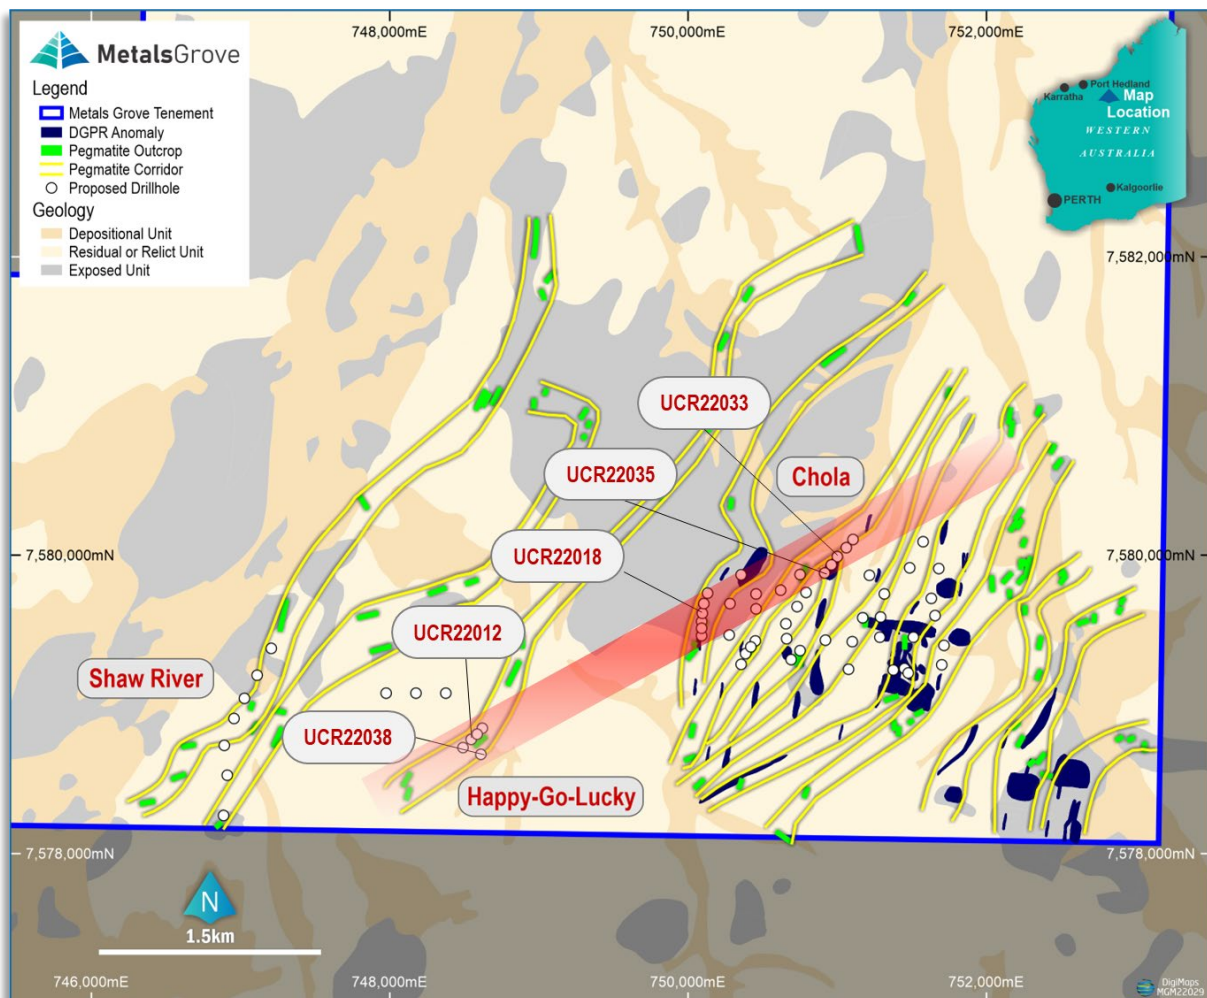 748,000mE
750,000mE
752,000mE
MetalsGrove
Legend
Metals Grove Tenement
DGPR Anomaly
Pegmatite Outcrop
Pegmatite Corridor
Proposed Drillhole
Geology
Depositional Unit
Residual or Relict Unit
Exposed Unit
Port Hedland
Karratha
Map
Location
WESTERN
AUSTRALIA
Kalgoorlie
PERTH
7,582,000mN
UCR22033
UCR22035
Chola
7,580,000mN
UCR22018
7,580,000mN
UCR22012
Shaw River
UCR22038
Happy-Go-Lucky
7,578,000mN
7,578,000mN
N
1.5km
746,000mE
748,000mE
750,000mE
752,000mE
DigiMaps
MGM22029